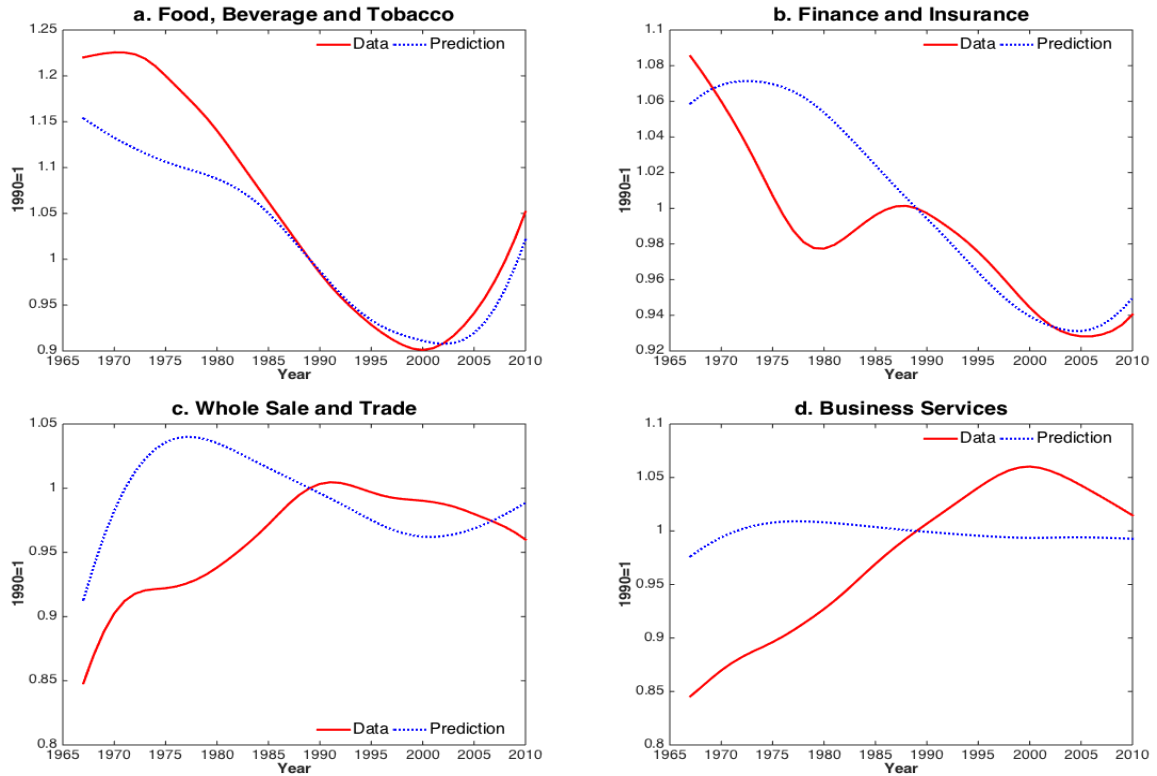 a. Food, Beverage and Tobacco
1.25
1.2
1.15
1.1
1.05
1
0.95
0.9
1990=1
Data
Prediction
1965 1970 1975 1980 1985 1990 1995 2000 2005 2010
Year
b. Finance and Insurance
1.1
1.08
1.06
1.04
1.02
1
0.98
0.96
0.94
0.92
1990=1
Data
Prediction
1965 1970 1975 1980 1985 1990 1995 2000 2005 2010
Year
c. Whole Sale and Trade
1.05
1
0.95
0.9
0.85
0.8
1990=1
Data
Prediction
1965 1970 1975 1980 1985 1990 1995 2000 2005 2010
Year
d. Business Services
1.1
1.05
1
0.95
0.9
0.85
0.8
1990=1
Data
Prediction
1965 1970 1975 1980 1985 1990 1995 2000 2005 2010
Year